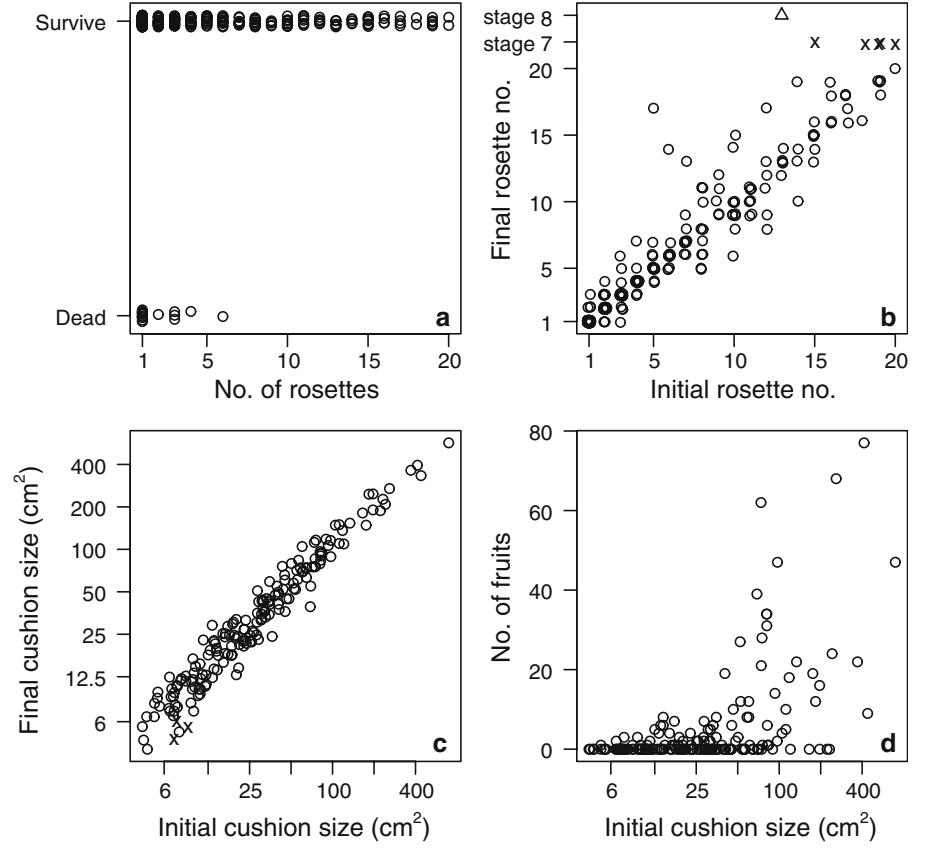 Survive
Dead
a
1 5 10 15 20
No. of rosettes
stage 8
stage 7
20
15
10
5
1
Final rosette no.
b
1 5 10 15 20
Initial rosette no.
400
200
100
50
25
12.5
6
Final cushion size (cm²)
c
6 25 100 400
Initial cushion size (cm²)
80
60
40
20
0
No. of fruits
d
6 25 100 400
Initial cushion size (cm²)